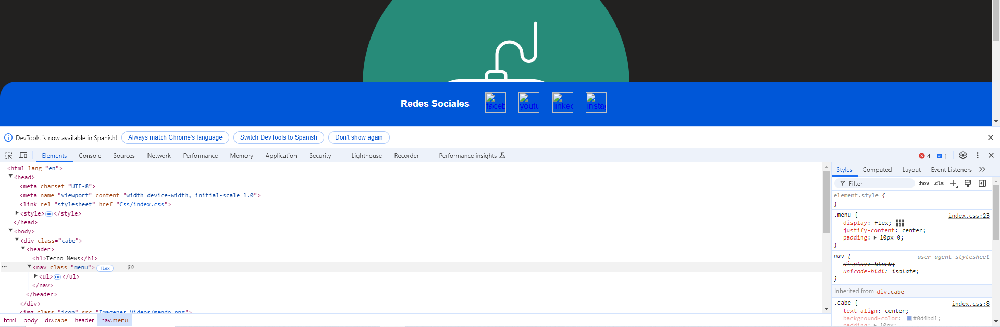 Redes Sociales
faceb
youtu
linked
insta
DevTools is now available in Spanish! Always match Chrome's language Switch DevTools to Spanish Don't show again
Elements Console Sources Network Performance Memory Application Security Lighthouse Recorder Performance insights 4 1
<html lang="en">
<head>
<meta charset="UTF-8">
<meta name="viewport" content="width=device-width, initial-scale=1.0">
<link rel="stylesheet" href="Css/index.css">
<style>…</style>
</head>
<body>
<div class="cabe">
<header>
<h1>Tecno News</h1>
… <nav class="menu"> flex == $0
<ul>…</ul>
</nav>
</header>
</div>
<img class="icon" src="Imagenes_Videos/mando.png">
html body div.cabe header nav.menu
Styles Computed Layout Event Listeners
Filter :hov .cls
element.style {
}
.menu { index.css:23
display: flex;
justify-content: center;
padding: 10px 0;
}
nav { user agent stylesheet
display: block;
unicode-bidi: isolate;
}
Inherited from div.cabe
.cabe { index.css:8
text-align: center;
background-color: #0d4bd1;
padding: 10px;